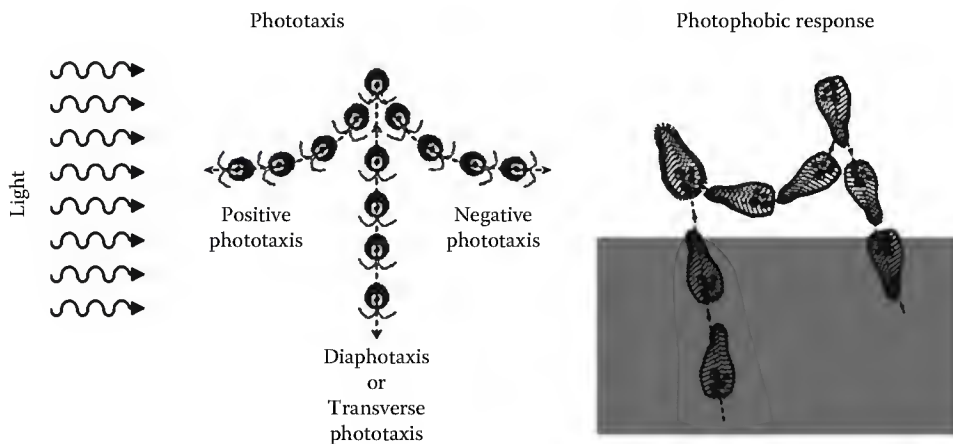 Phototaxis
Photophobic response
Light
Positive
phototaxis
Negative
phototaxis
Diaphotaxis
or
Transverse
phototaxis